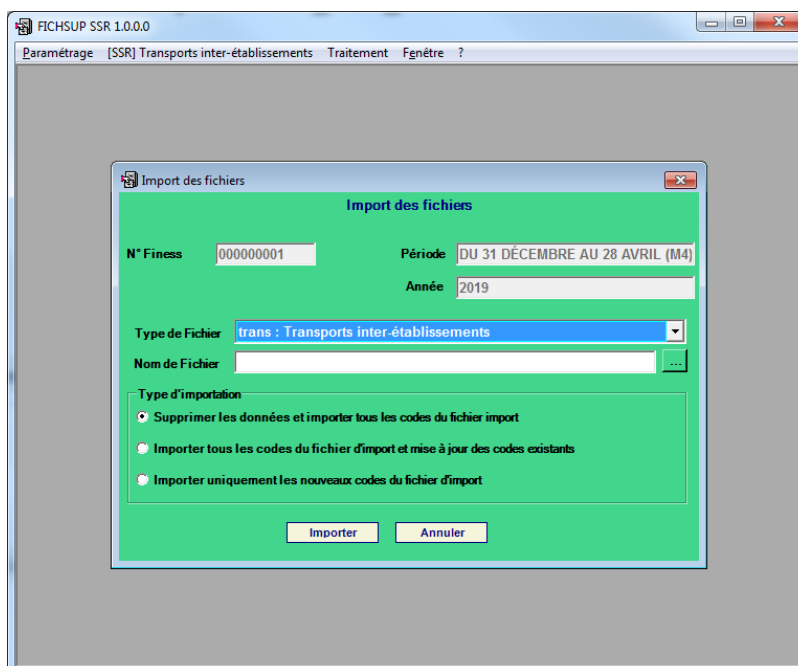 FICHSUP SSR 1.0.0.0
Paramétrage [SSR] Transports inter-établissements Traitement Fenêtre ?
Import des fichiers
Import des fichiers
N° Finess 000000001 Période DU 31 DÉCEMBRE AU 28 AVRIL (M4)
Année 2019
Type de Fichier trans : Transports inter-établissements
Nom de Fichier ...
Type d'importation
Supprimer les données et importer tous les codes du fichier import
Importer tous les codes du fichier d'import et mise à jour des codes existants
Importer uniquement les nouveaux codes du fichier d'import
Importer Annuler